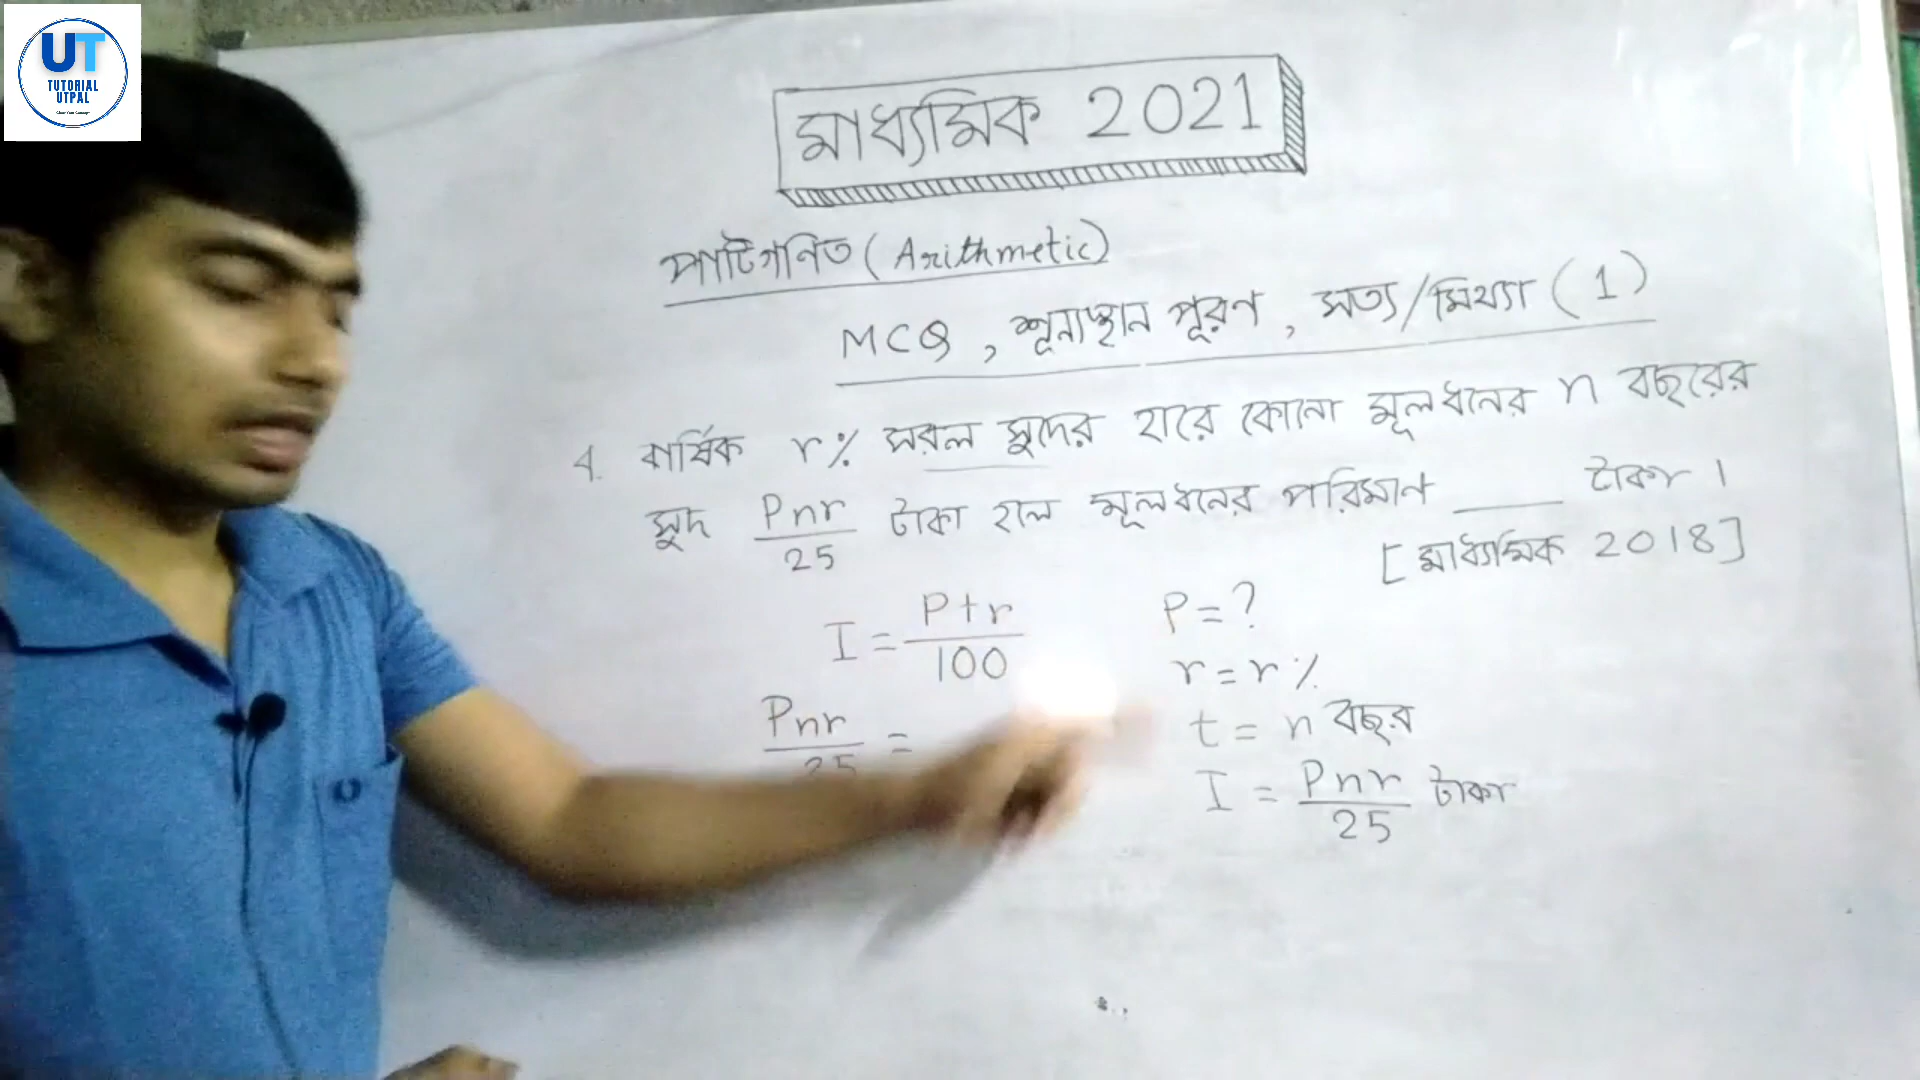 UT
TUTORIAL
UTPAL
মাধ্যমিক 2021
পাটিগণিত (Arithmetic)
MCQ, শূন্যস্থান পূরণ, সত্য/মিথ্যা (1)
4. বার্ষিক r% সরল সুদের হারে কোনো মূলধনের n বছরের
সুদ Pnr/25 টাকা হলে মূলধনের পরিমাণ ____ টাকা।
[মাধ্যমিক 2018]
I = Ptr/100
Pnr/25 =
P = ?
r = r%
t = n বছর
I = Pnr/25 টাকা